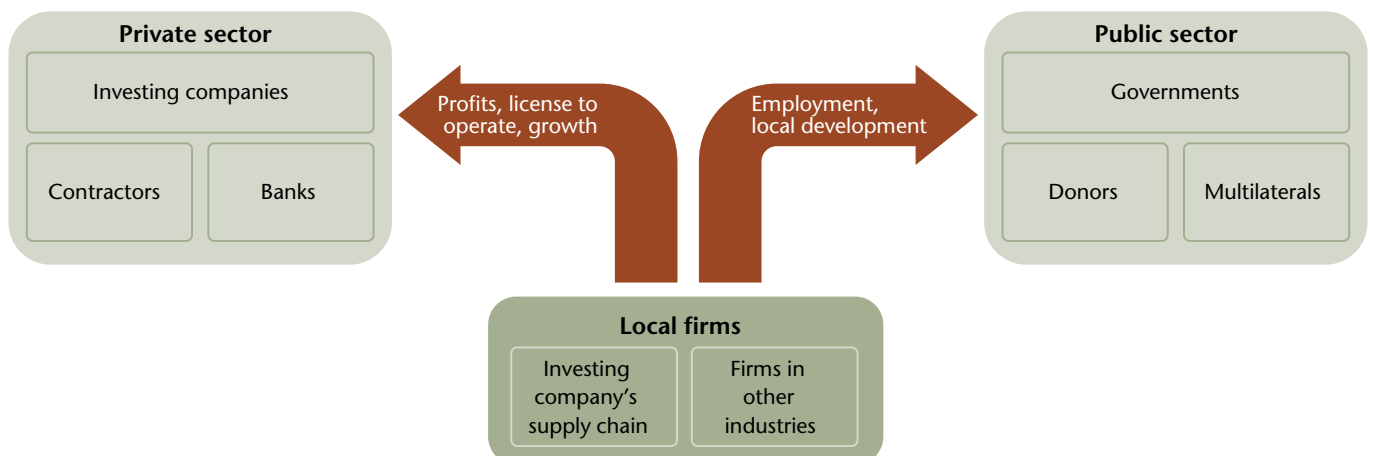 Private sector
Investing companies
Contractors
Banks
Profits, license to
operate, growth
Employment,
local development
Public sector
Governments
Donors
Multilaterals
Local firms
Investing
company’s
supply chain
Firms in
other
industries